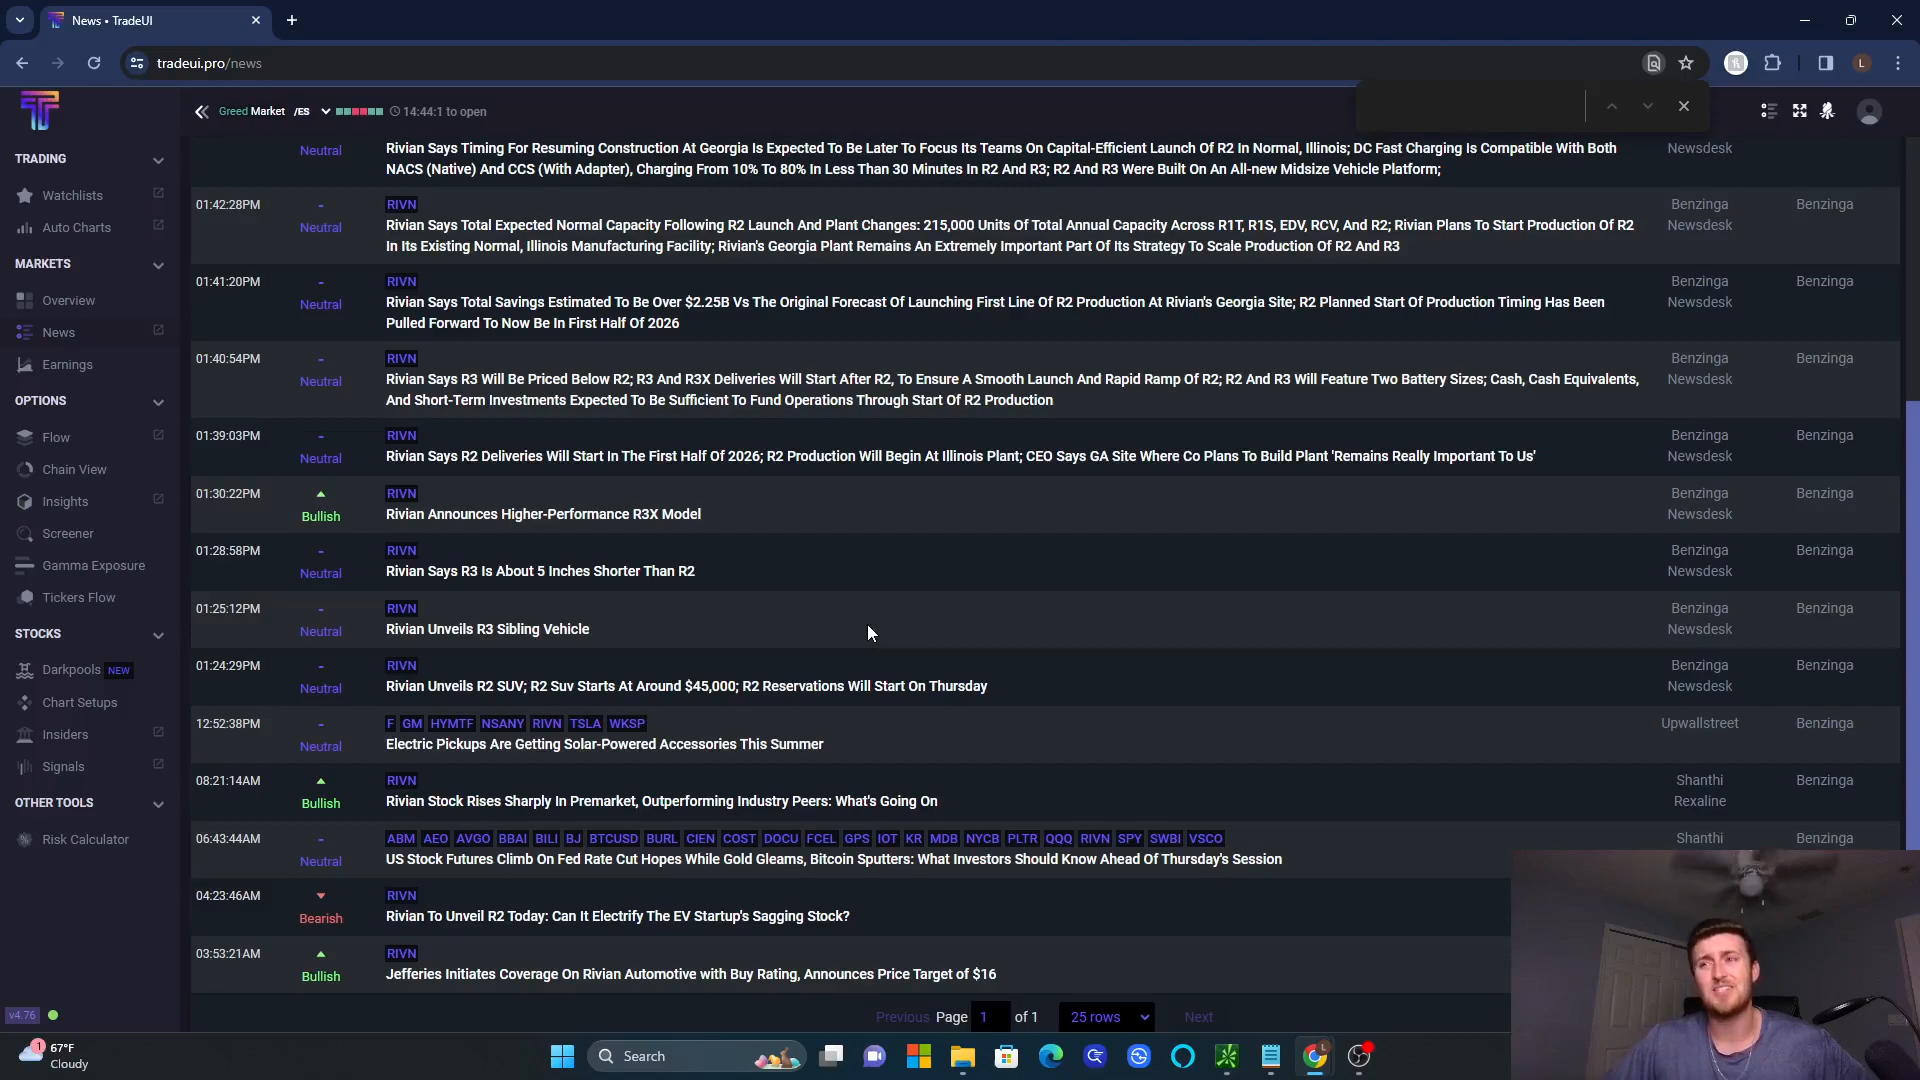 News • TradeUI
tradeui.pro/news
L
Greed Market /ES 14:44:1 to open
TRADING
Watchlists
Auto Charts
MARKETS
Overview
News
Earnings
OPTIONS
Flow
Chain View
Insights
Screener
Gamma Exposure
Tickers Flow
STOCKS
Darkpools NEW
Chart Setups
Insiders
Signals
OTHER TOOLS
Risk Calculator
v4.76
Neutral
Rivian Says Timing For Resuming Construction At Georgia Is Expected To Be Later To Focus Its Teams On Capital-Efficient Launch Of R2 In Normal, Illinois; DC Fast Charging Is Compatible With Both
NACS (Native) And CCS (With Adapter), Charging From 10% To 80% In Less Than 30 Minutes In R2 And R3; R2 And R3 Were Built On An All-new Midsize Vehicle Platform;
Newsdesk
01:42:28PM
-
Neutral
RIVN
Rivian Says Total Expected Normal Capacity Following R2 Launch And Plant Changes: 215,000 Units Of Total Annual Capacity Across R1T, R1S, EDV, RCV, And R2; Rivian Plans To Start Production Of R2
In Its Existing Normal, Illinois Manufacturing Facility; Rivian's Georgia Plant Remains An Extremely Important Part Of Its Strategy To Scale Production Of R2 And R3
Benzinga
Newsdesk
Benzinga
01:41:20PM
-
Neutral
RIVN
Rivian Says Total Savings Estimated To Be Over $2.25B Vs The Original Forecast Of Launching First Line Of R2 Production At Rivian's Georgia Site; R2 Planned Start Of Production Timing Has Been
Pulled Forward To Now Be In First Half Of 2026
Benzinga
Newsdesk
Benzinga
01:40:54PM
-
Neutral
RIVN
Rivian Says R3 Will Be Priced Below R2; R3 And R3X Deliveries Will Start After R2, To Ensure A Smooth Launch And Rapid Ramp Of R2; R2 And R3 Will Feature Two Battery Sizes; Cash, Cash Equivalents,
And Short-Term Investments Expected To Be Sufficient To Fund Operations Through Start Of R2 Production
Benzinga
Newsdesk
Benzinga
01:39:03PM
-
Neutral
RIVN
Rivian Says R2 Deliveries Will Start In The First Half Of 2026; R2 Production Will Begin At Illinois Plant; CEO Says GA Site Where Co Plans To Build Plant 'Remains Really Important To Us'
Benzinga
Newsdesk
Benzinga
01:30:22PM
Bullish
RIVN
Rivian Announces Higher-Performance R3X Model
Benzinga
Newsdesk
Benzinga
01:28:58PM
-
Neutral
RIVN
Rivian Says R3 Is About 5 Inches Shorter Than R2
Benzinga
Newsdesk
Benzinga
01:25:12PM
-
Neutral
RIVN
Rivian Unveils R3 Sibling Vehicle
Benzinga
Newsdesk
Benzinga
01:24:29PM
-
Neutral
RIVN
Rivian Unveils R2 SUV; R2 Suv Starts At Around $45,000; R2 Reservations Will Start On Thursday
Benzinga
Newsdesk
Benzinga
12:52:38PM
-
Neutral
F GM HYMTF NSANY RIVN TSLA WKSP
Electric Pickups Are Getting Solar-Powered Accessories This Summer
Upwallstreet
Benzinga
08:21:14AM
Bullish
RIVN
Rivian Stock Rises Sharply In Premarket, Outperforming Industry Peers: What's Going On
Shanthi
Rexaline
Benzinga
06:43:44AM
-
Neutral
ABM AEO AVGO BBAI BILI BJ BTCUSD BURL CIEN COST DOCU FCEL GPS IOT KR MDB NYCB PLTR QQQ RIVN SPY SWBI VSCO
US Stock Futures Climb On Fed Rate Cut Hopes While Gold Gleams, Bitcoin Sputters: What Investors Should Know Ahead Of Thursday's Session
Shanthi
Benzinga
04:23:46AM
Bearish
RIVN
Rivian To Unveil R2 Today: Can It Electrify The EV Startup's Sagging Stock?
03:53:21AM
Bullish
RIVN
Jefferies Initiates Coverage On Rivian Automotive with Buy Rating, Announces Price Target of $16
Previous Page 1 of 1 25 rows Next
1
67°F
Cloudy
Search
L